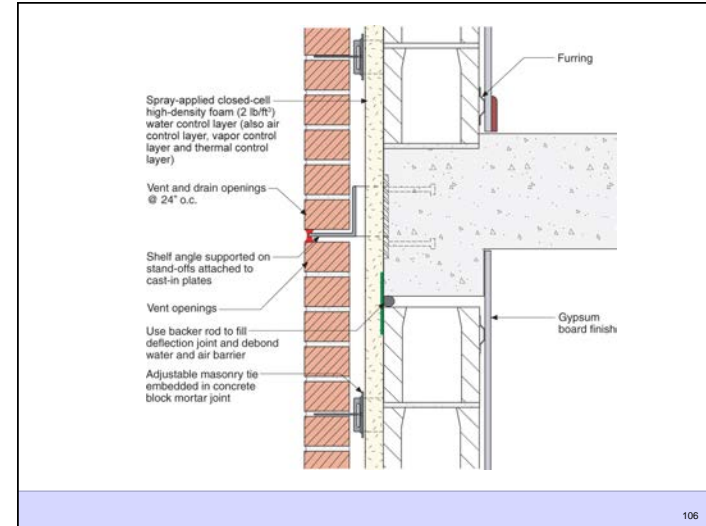 Furring
Spray-applied closed-cell
high-density foam (2 lb/ft³)
water control layer (also air
control layer, vapor control
layer and thermal control
layer)
Vent and drain openings
@ 24" o.c.
Shelf angle supported on
stand-offs attached to
cast-in plates
Vent openings
Use backer rod to fill
deflection joint and debond
water and air barrier
Adjustable masonry tie
embedded in concrete
block mortar joint
Gypsum
board finish
106